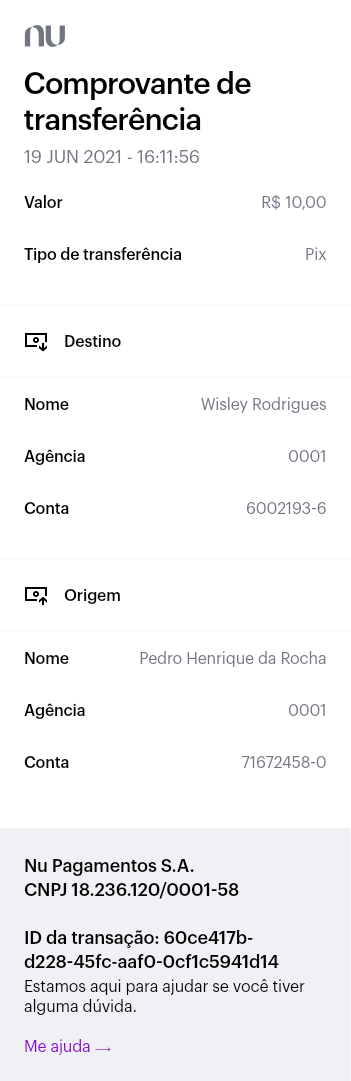 nu
Comprovante de
transferência
19 JUN 2021 - 16:11:56
Valor R$ 10,00
Tipo de transferência Pix
Destino
Nome Wisley Rodrigues
Agência 0001
Conta 6002193-6
Origem
Nome Pedro Henrique da Rocha
Agência 0001
Conta 71672458-0
Nu Pagamentos S.A.
CNPJ 18.236.120/0001-58
ID da transação: 60ce417b-
d228-45fc-aaf0-0cf1c5941d14
Estamos aqui para ajudar se você tiver
alguma dúvida.
Me ajuda →